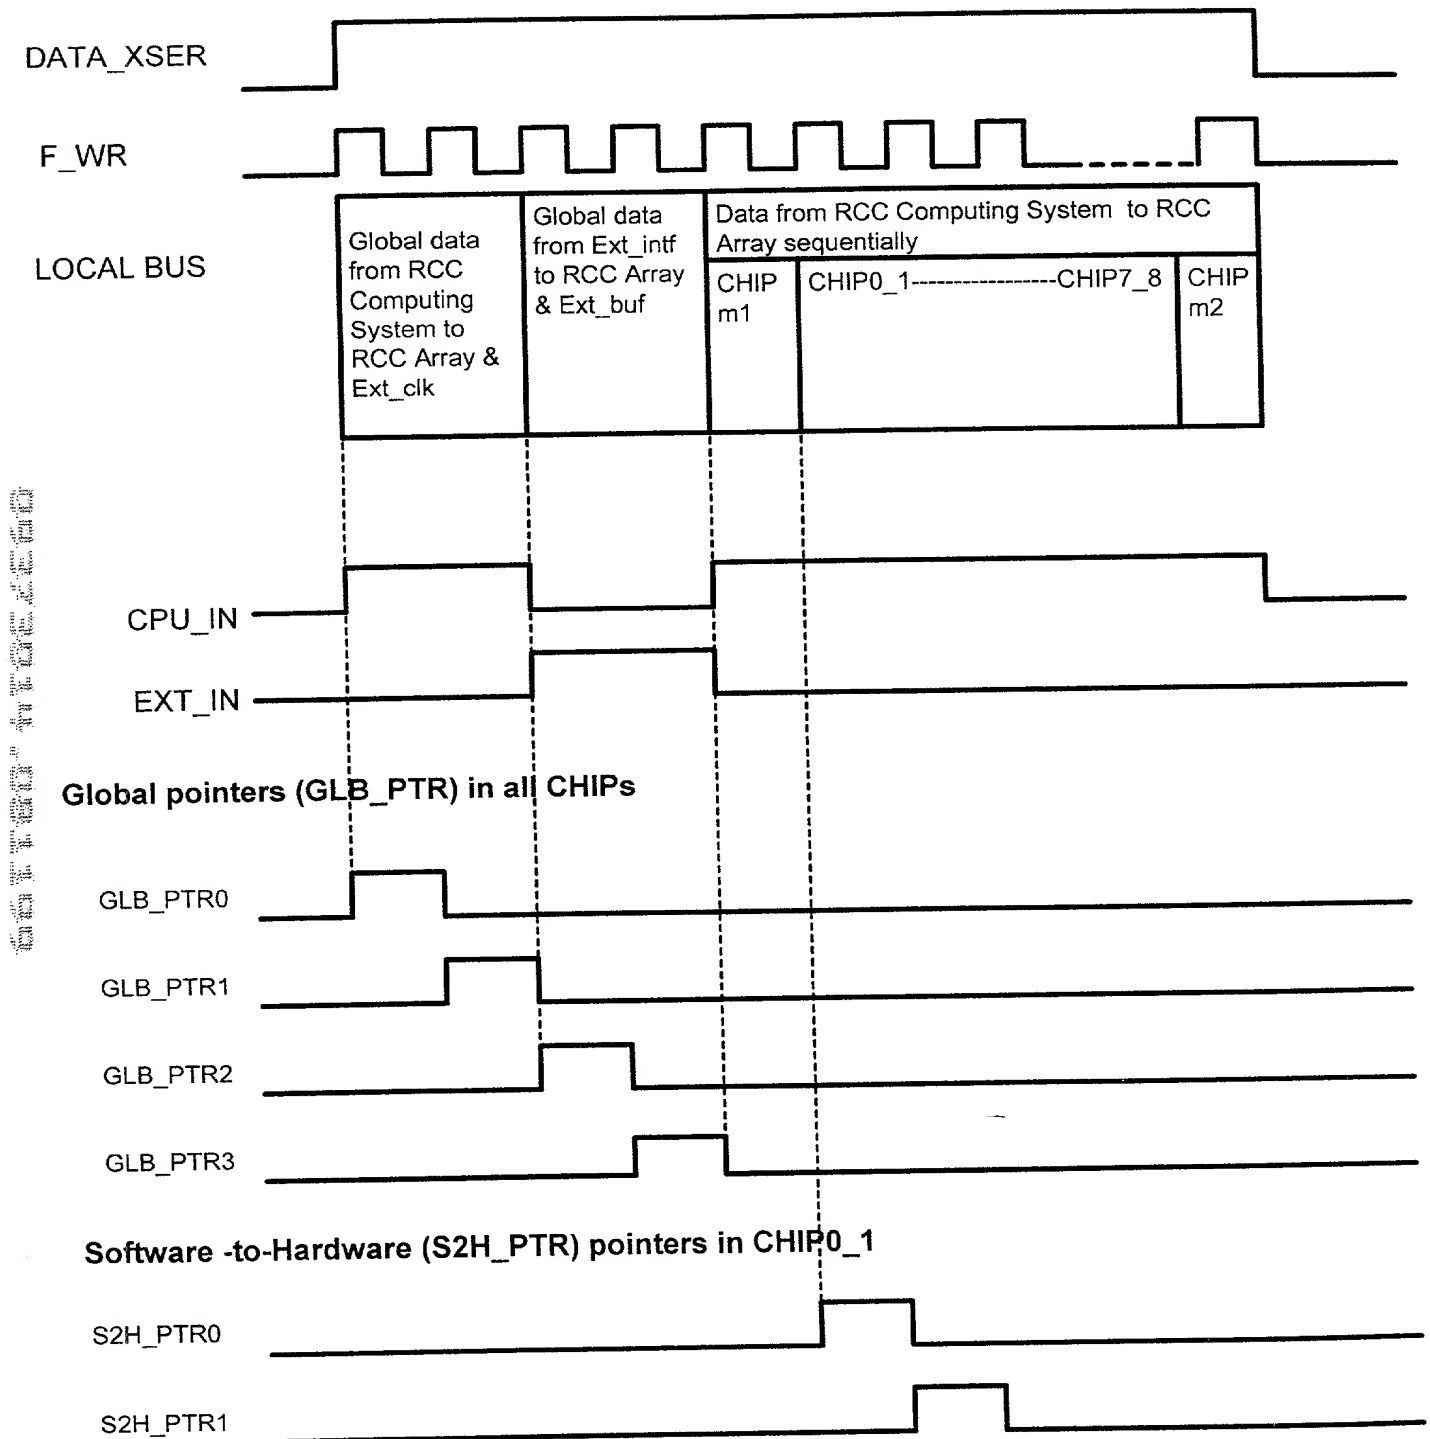 DATA_XSER
F_WR
LOCAL BUS
Global data
from RCC
Computing
System to
RCC Array &
Ext_clk
Global data
from Ext_intf
to RCC Array
& Ext_buf
Data from RCC Computing System to RCC
Array sequentially
CHIP
m1
CHIP0_1------------------CHIP7_8
CHIP
m2
CPU_IN
EXT_IN
Global pointers (GLB_PTR) in all CHIPs
GLB_PTR0
GLB_PTR1
GLB_PTR2
GLB_PTR3
Software -to-Hardware (S2H_PTR) pointers in CHIP0_1
S2H_PTR0
S2H_PTR1